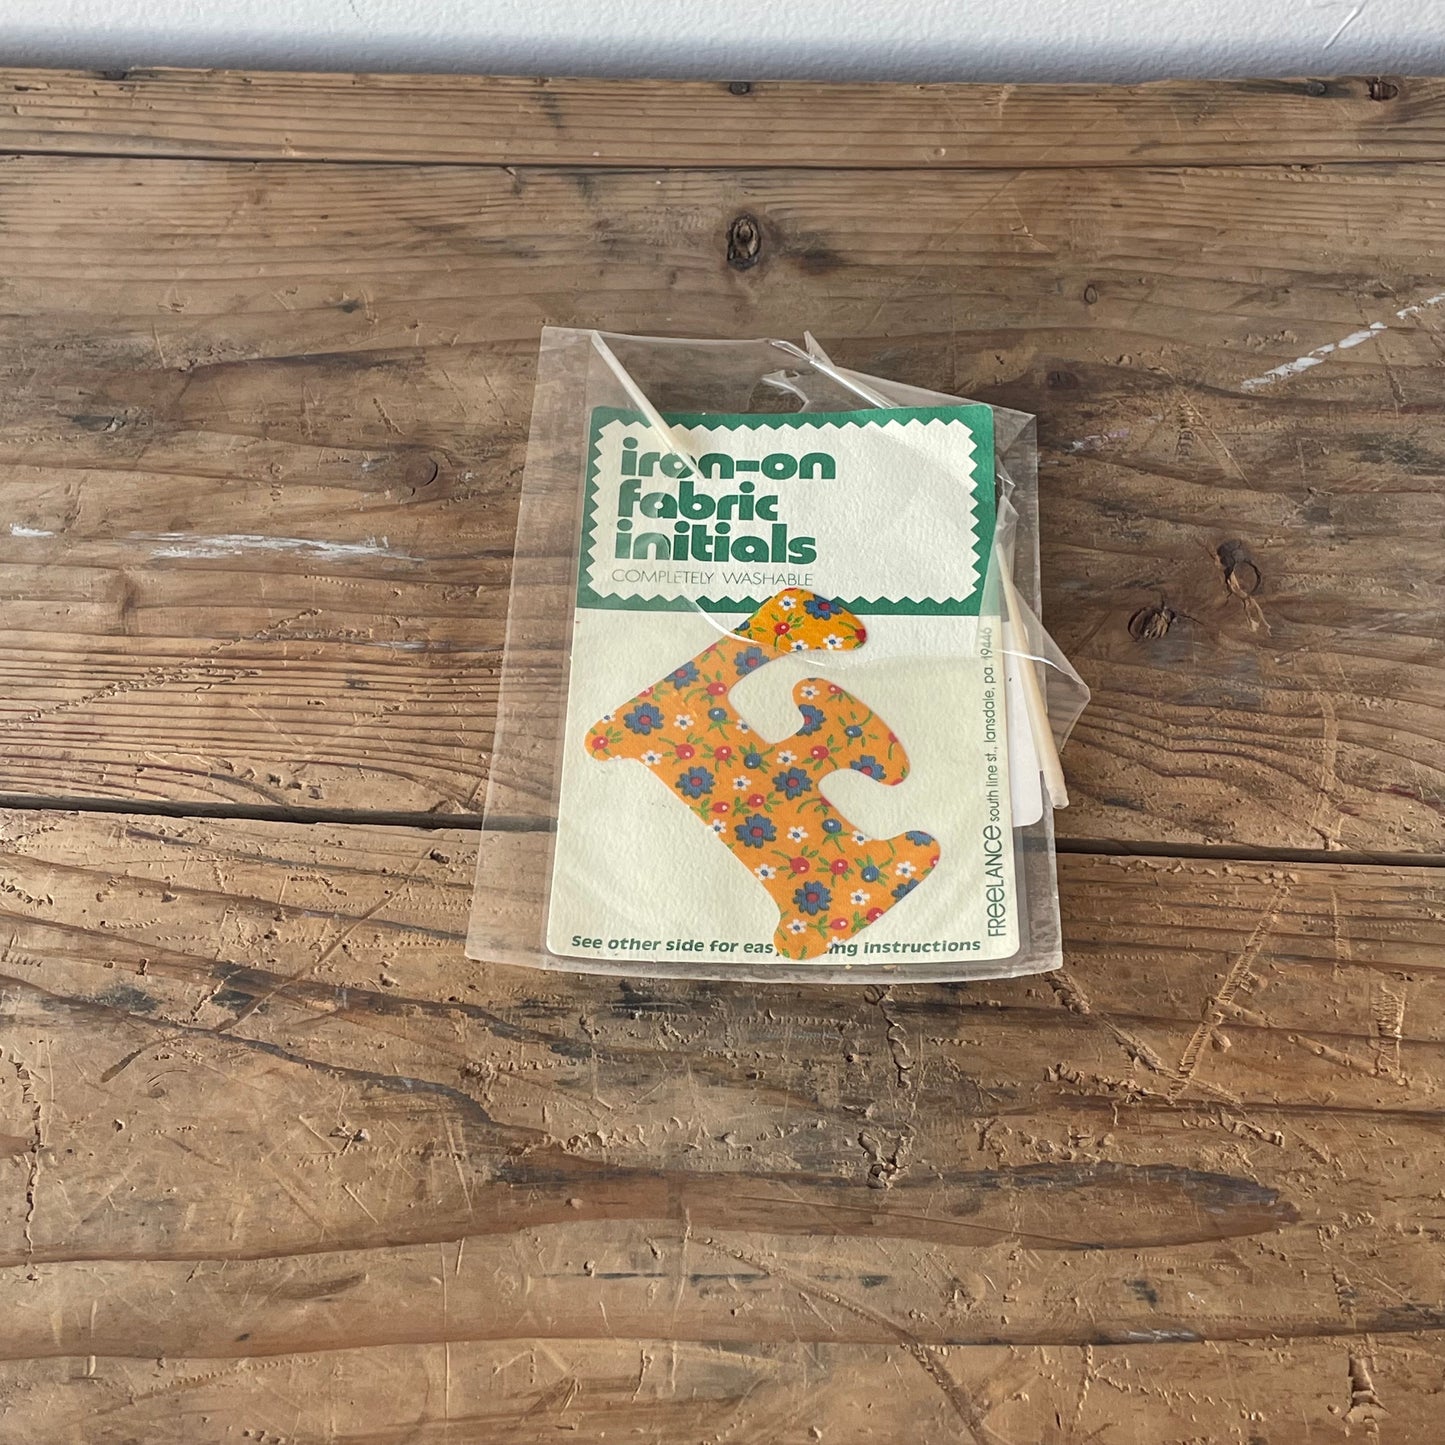 iron-on
fabric
initials
COMPLETELY WASHABLE
E
FReeLANCe south line st., lansdale, pa. 19446
See other side for easy ing instructions